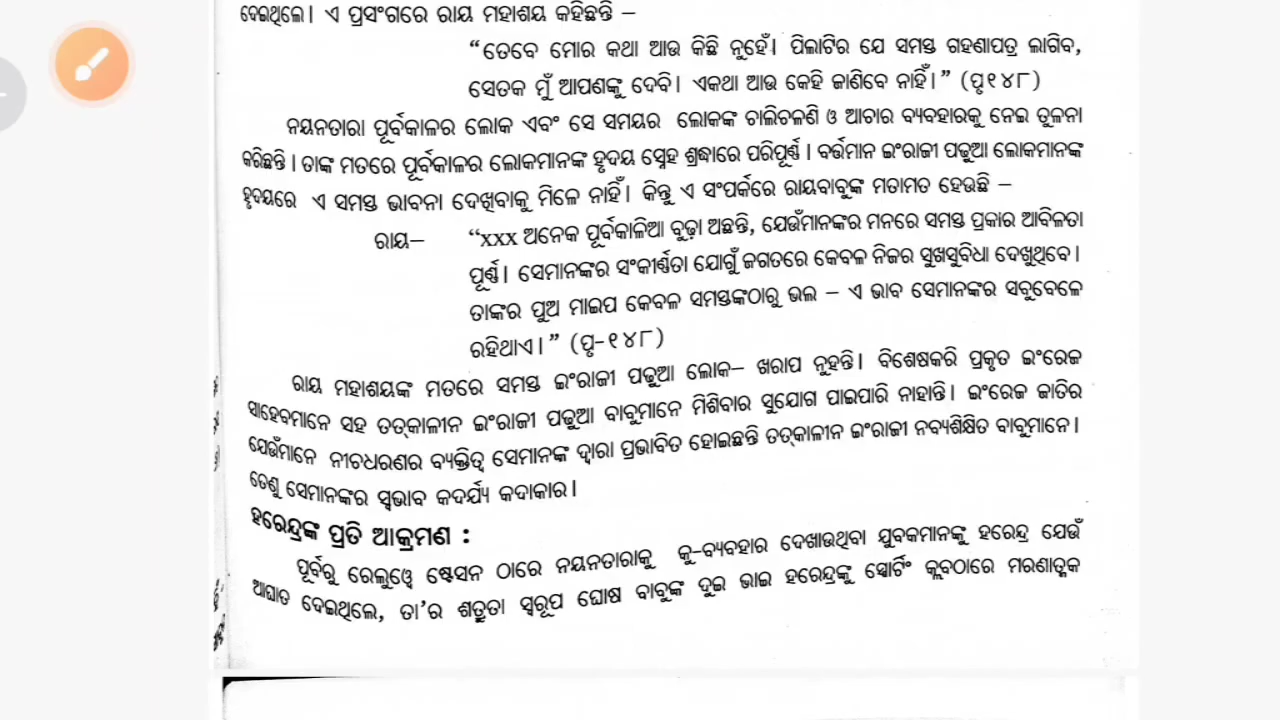 ଦେଇଥିଲେ। ଏ ପ୍ରସଂଗରେ ରାୟ ମହାଶୟ କହିଛନ୍ତି –
“ତେବେ ମୋର କଥା ଆଉ କିଛି ନୁହେଁ। ପିଲାଟିର ଯେ ସମସ୍ତ ଗହଣାପତ୍ର ଲାଗିବ,
ସେତକ ମୁଁ ଆପଣଙ୍କୁ ଦେବି। ଏକଥା ଆଉ କେହି ଜାଣିବେ ନାହିଁ।” (ପୃ୧୪୮)
ନୟନତାରା ପୂର୍ବକାଳର ଲୋକ ଏବଂ ସେ ସମୟର ଲୋକଙ୍କ ଚାଲିଚଳଣି ଓ ଆଚାର ବ୍ୟବହାରକୁ ନେଇ ତୁଳନା
କରିଛନ୍ତି। ତାଙ୍କ ମତରେ ପୂର୍ବକାଳର ଲୋକମାନଙ୍କ ହୃଦୟ ସ୍ନେହ ଶ୍ରଦ୍ଧାରେ ପରିପୂର୍ଣ୍ଣ। ବର୍ତ୍ତମାନ ଇଂରାଜୀ ପଢୁଆ ଲୋକମାନଙ୍କ
ହୃଦୟରେ ଏ ସମସ୍ତ ଭାବନା ଦେଖିବାକୁ ମିଳେ ନାହିଁ। କିନ୍ତୁ ଏ ସଂପର୍କରେ ରାୟବାବୁଙ୍କ ମତାମତ ହେଉଛି –
ରାୟ– “xxx ଅନେକ ପୂର୍ବକାଳିଆ ବୁଢ଼ା ଅଛନ୍ତି, ଯେଉଁମାନଙ୍କର ମନରେ ସମସ୍ତ ପ୍ରକାର ଆବିଳତା
ପୂର୍ଣ୍ଣ। ସେମାନଙ୍କର ସଂକୀର୍ଣ୍ଣତା ଯୋଗୁଁ ଜଗତରେ କେବଳ ନିଜର ସୁଖସୁବିଧା ଦେଖୁଥିବେ।
ତାଙ୍କର ପୁଅ ମାଇପ କେବଳ ସମସ୍ତଙ୍କଠାରୁ ଭଲ – ଏ ଭାବ ସେମାନଙ୍କର ସବୁବେଳେ
ରହିଥାଏ।” (ପୃ-୧୪୮)
ରାୟ ମହାଶୟଙ୍କ ମତରେ ସମସ୍ତ ଇଂରାଜୀ ପଢୁଆ ଲୋକ– ଖରାପ ନୁହନ୍ତି। ବିଶେଷକରି ପ୍ରକୃତ ଇଂରେଜ
ସାହେବମାନେ ସହ ତତ୍କାଳୀନ ଇଂରାଜୀ ପଢୁଆ ବାବୁମାନେ ମିଶିବାର ସୁଯୋଗ ପାଇପାରି ନାହାନ୍ତି। ଇଂରେଜ ଜାତିର
ଯେଉଁମାନେ ନୀଚଧରଣର ବ୍ୟକ୍ତିତ୍ୱ ସେମାନଙ୍କ ଦ୍ୱାରା ପ୍ରଭାବିତ ହୋଇଛନ୍ତି ତତ୍କାଳୀନ ଇଂରାଜୀ ନବ୍ୟଶିକ୍ଷିତ ବାବୁମାନେ।
ତେଣୁ ସେମାନଙ୍କର ସ୍ୱଭାବ କଦର୍ଯ୍ୟ କଦାକାର।
ହରେନ୍ଦ୍ରଙ୍କ ପ୍ରତି ଆକ୍ରମଣ :
ପୂର୍ବରୁ ରେଲୱେ ଷ୍ଟେସନ ଠାରେ ନୟନତାରାକୁ କୁ-ବ୍ୟବହାର ଦେଖାଉଥିବା ଯୁବକମାନଙ୍କୁ ହରେନ୍ଦ୍ର ଯେଉଁ
ଆଘାତ ଦେଇଥିଲେ, ତା’ର ଶତ୍ରୁତା ସ୍ୱରୂପ ଘୋଷ ବାବୁଙ୍କ ଦୁଇ ଭାଇ ହରେନ୍ଦ୍ରଙ୍କୁ ସ୍ପୋର୍ଟିଂ କ୍ଲବଠାରେ ମରଣାତ୍ମକ